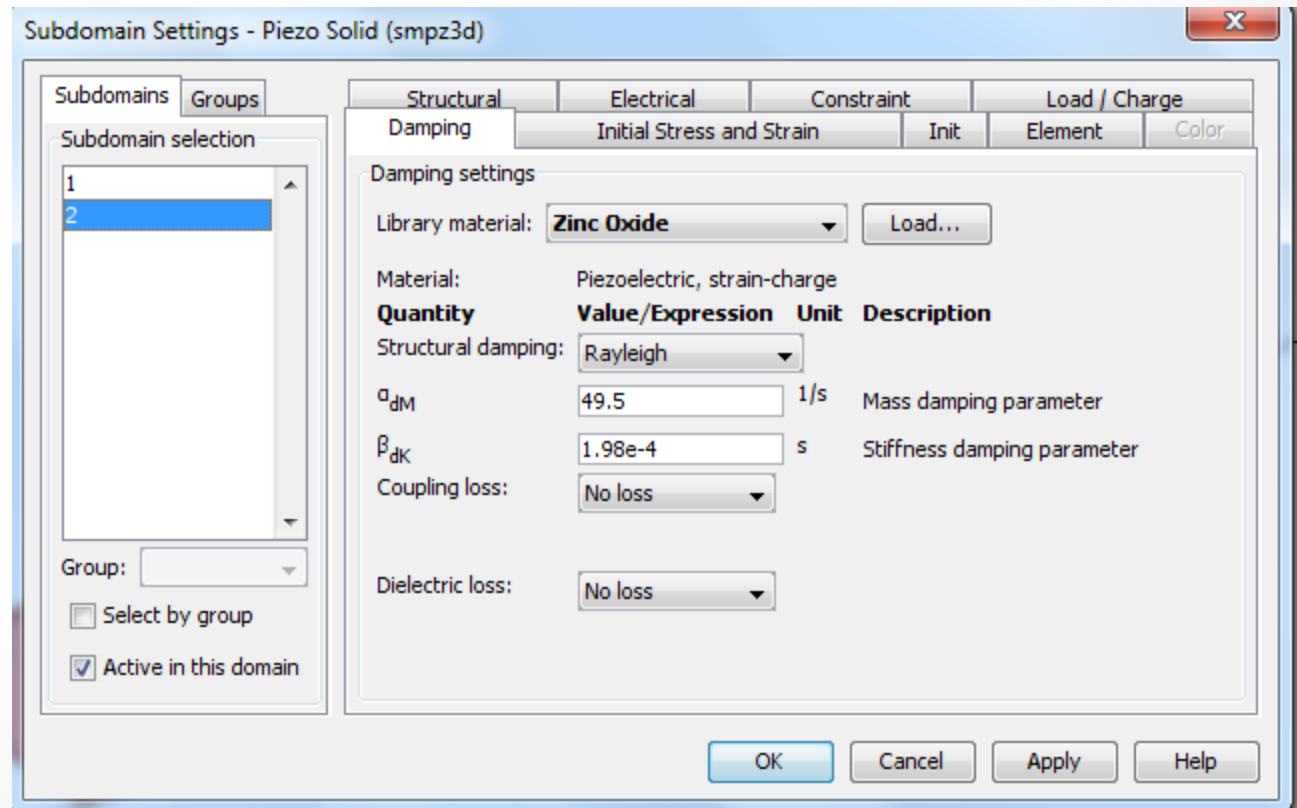 Subdomain Settings - Piezo Solid (smpz3d)
Subdomains Groups
Subdomain selection
1
2
Group:
Select by group
Active in this domain
Structural Electrical Constraint Load / Charge
Damping Initial Stress and Strain Init Element Color
Damping settings
Library material: Zinc Oxide Load...
Material: Piezoelectric, strain-charge
Quantity Value/Expression Unit Description
Structural damping: Rayleigh
αdM 49.5 1/s Mass damping parameter
βdK 1.98e-4 s Stiffness damping parameter
Coupling loss: No loss
Dielectric loss: No loss
OK Cancel Apply Help